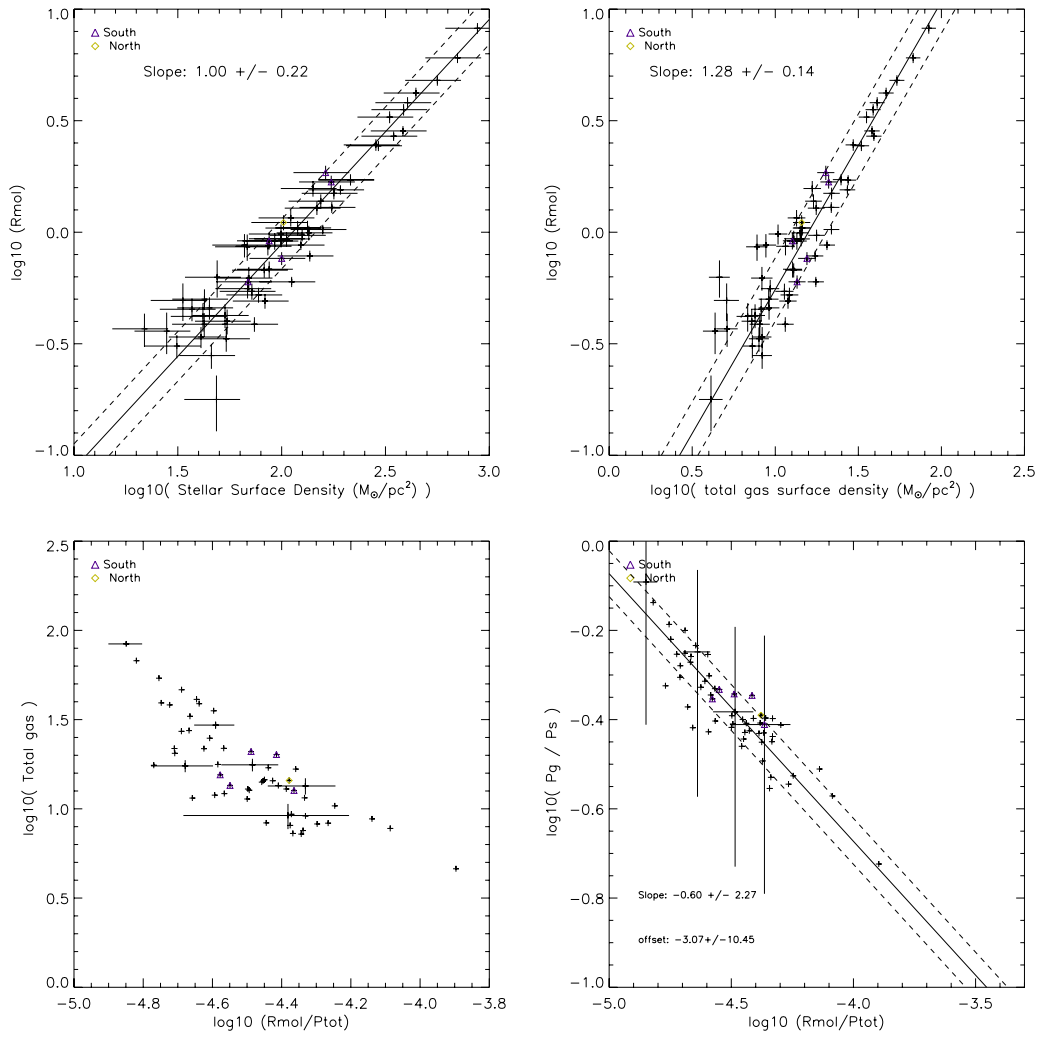 South
North
Slope: 1.00 +/- 0.22
log10 (Rmol)
1.0
0.5
0.0
-0.5
-1.0
1.0 1.5 2.0 2.5 3.0
log10( Stellar Surface Density (M☉/pc²) )
South
North
Slope: 1.28 +/- 0.14
log10 (Rmol)
1.0
0.5
0.0
-0.5
-1.0
0.0 0.5 1.0 1.5 2.0 2.5
log10( total gas surface density (M☉/pc²) )
South
North
log10( Total gas )
2.5
2.0
1.5
1.0
0.5
0.0
-5.0 -4.8 -4.6 -4.4 -4.2 -4.0 -3.8
log10 (Rmol/Ptot)
South
North
log10( Pg / Ps )
0.0
-0.2
-0.4
-0.6
-0.8
-1.0
Slope: -0.60 +/- 2.27
offset: -3.07+/-10.45
-5.0 -4.5 -4.0 -3.5
log10 (Rmol/Ptot)